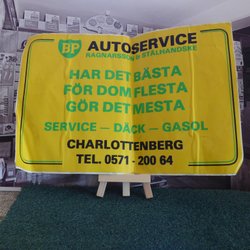 BP AUTOSERVICE
RAGNARSSON & STÅLHANDSKE
HAR DET BÄSTA
FÖR DOM FLESTA
GÖR DET MESTA
SERVICE — DÄCK — GASOL
CHARLOTTENBERG
TEL. 0571 - 200 64